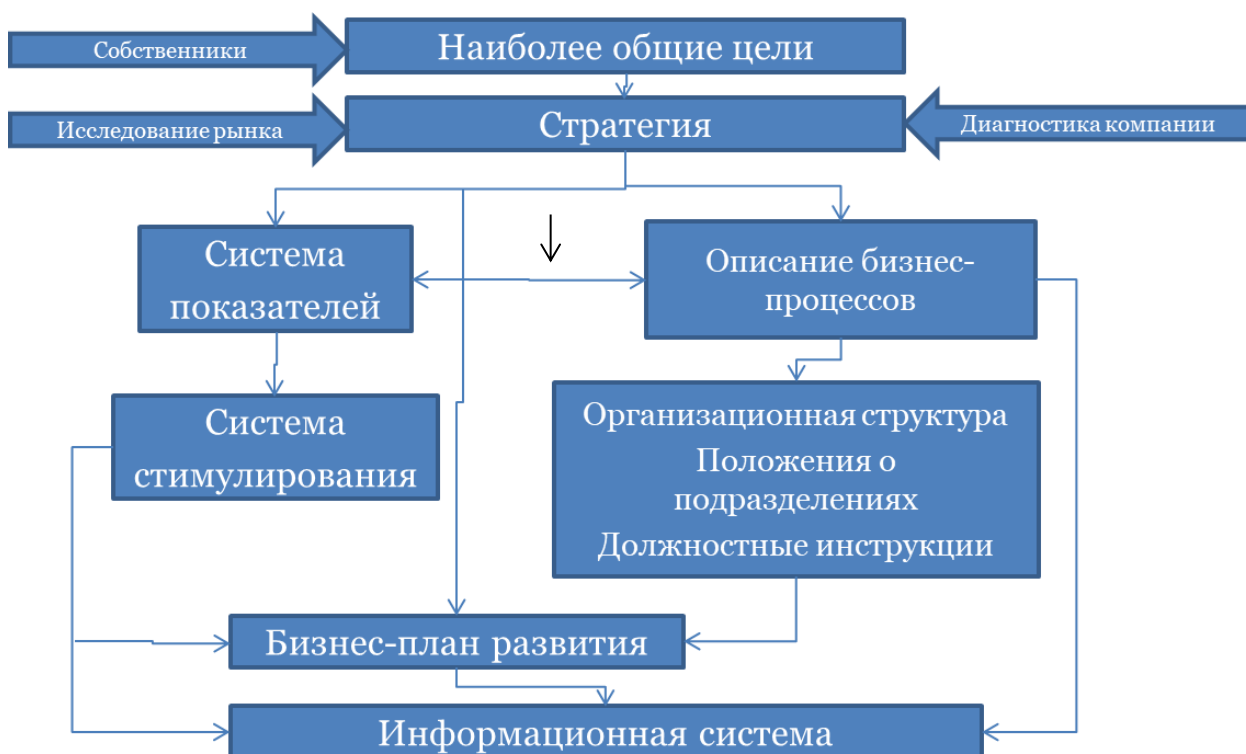 Собственники
Наиболее общие цели
Исследование рынка
Стратегия
Диагностика компании
Система
показателей
Описание бизнес-
процессов
Система
стимулирования
Организационная структура
Положения о
подразделениях
Должностные инструкции
Бизнес-план развития
Информационная система